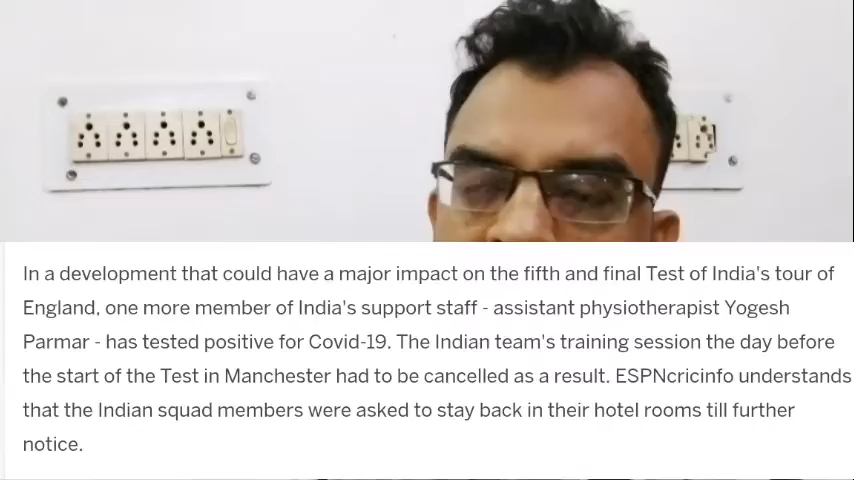 In a development that could have a major impact on the fifth and final Test of India's tour of
England, one more member of India's support staff - assistant physiotherapist Yogesh
Parmar - has tested positive for Covid-19. The Indian team's training session the day before
the start of the Test in Manchester had to be cancelled as a result. ESPNcricinfo understands
that the Indian squad members were asked to stay back in their hotel rooms till further
notice.